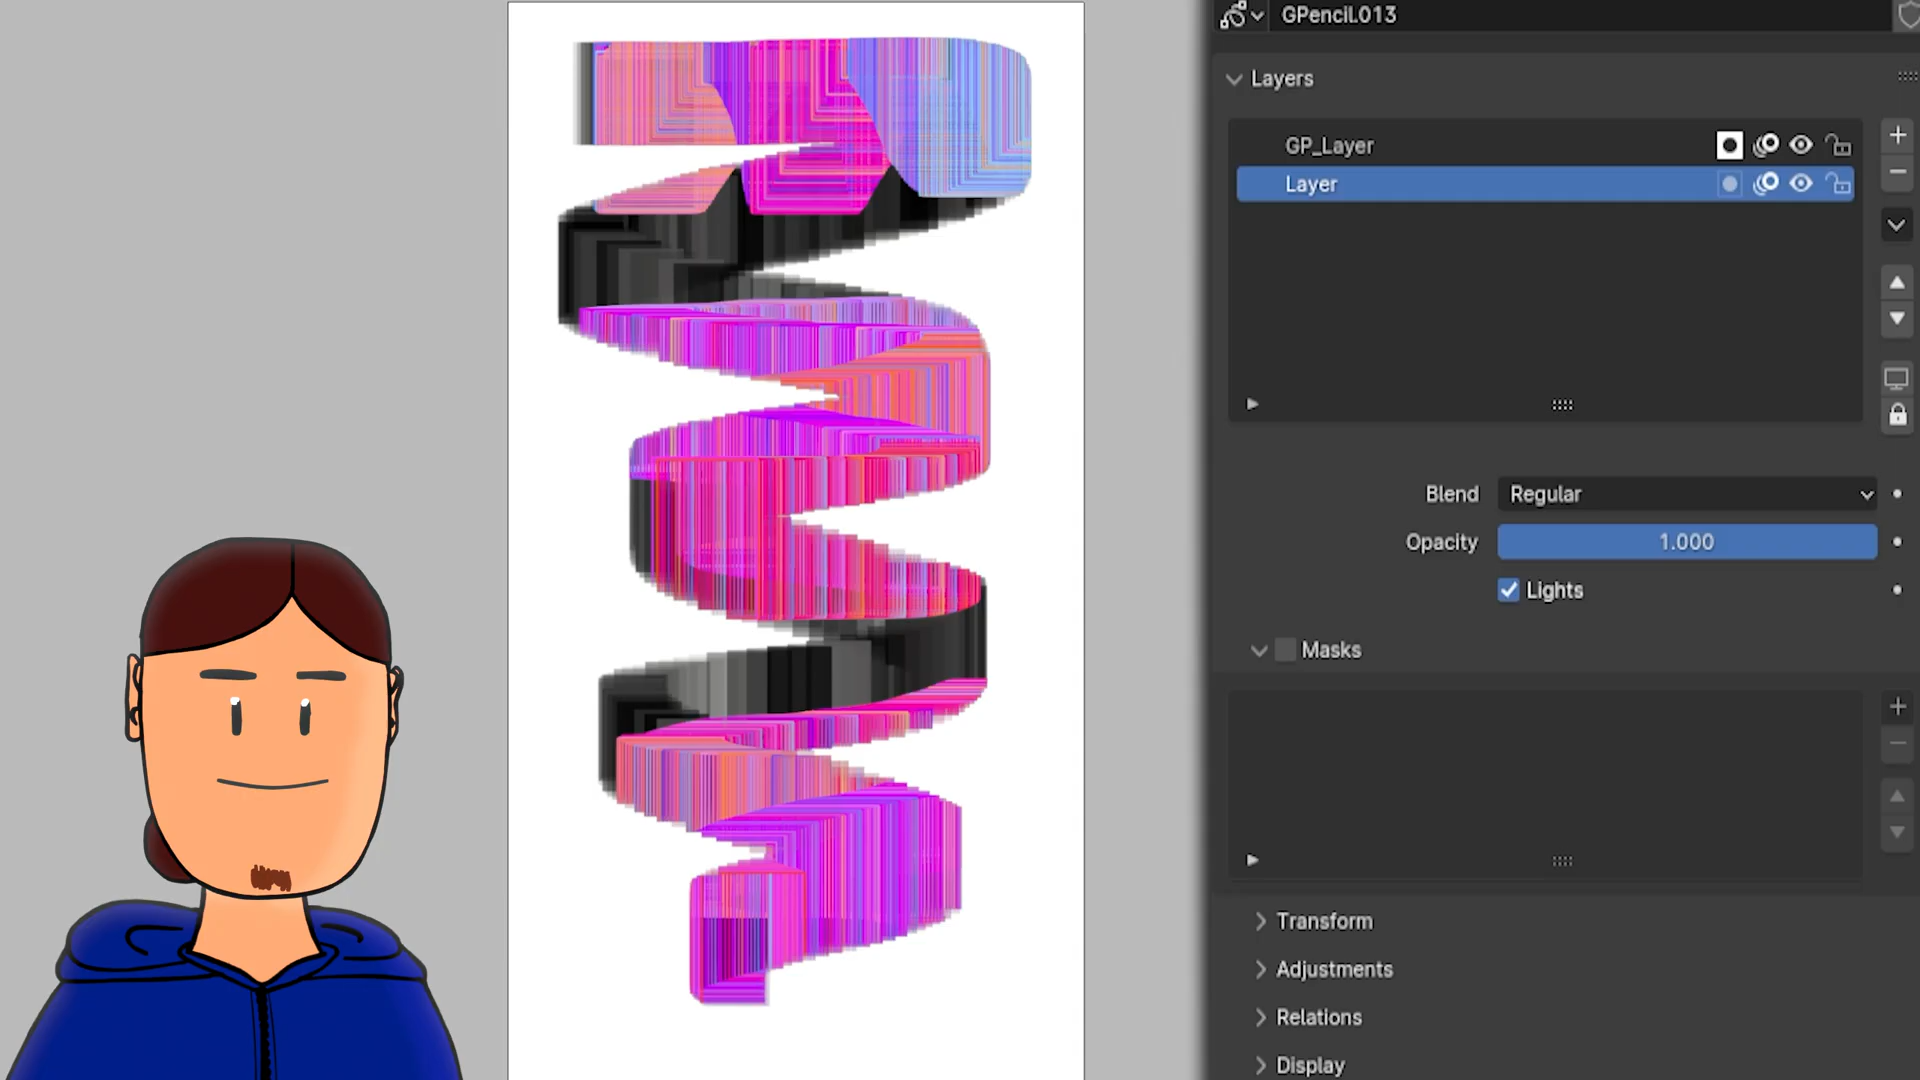 GPencil.013
Layers
GP_Layer
Layer
Blend
Regular
Opacity
1.000
Lights
Masks
Transform
Adjustments
Relations
Display